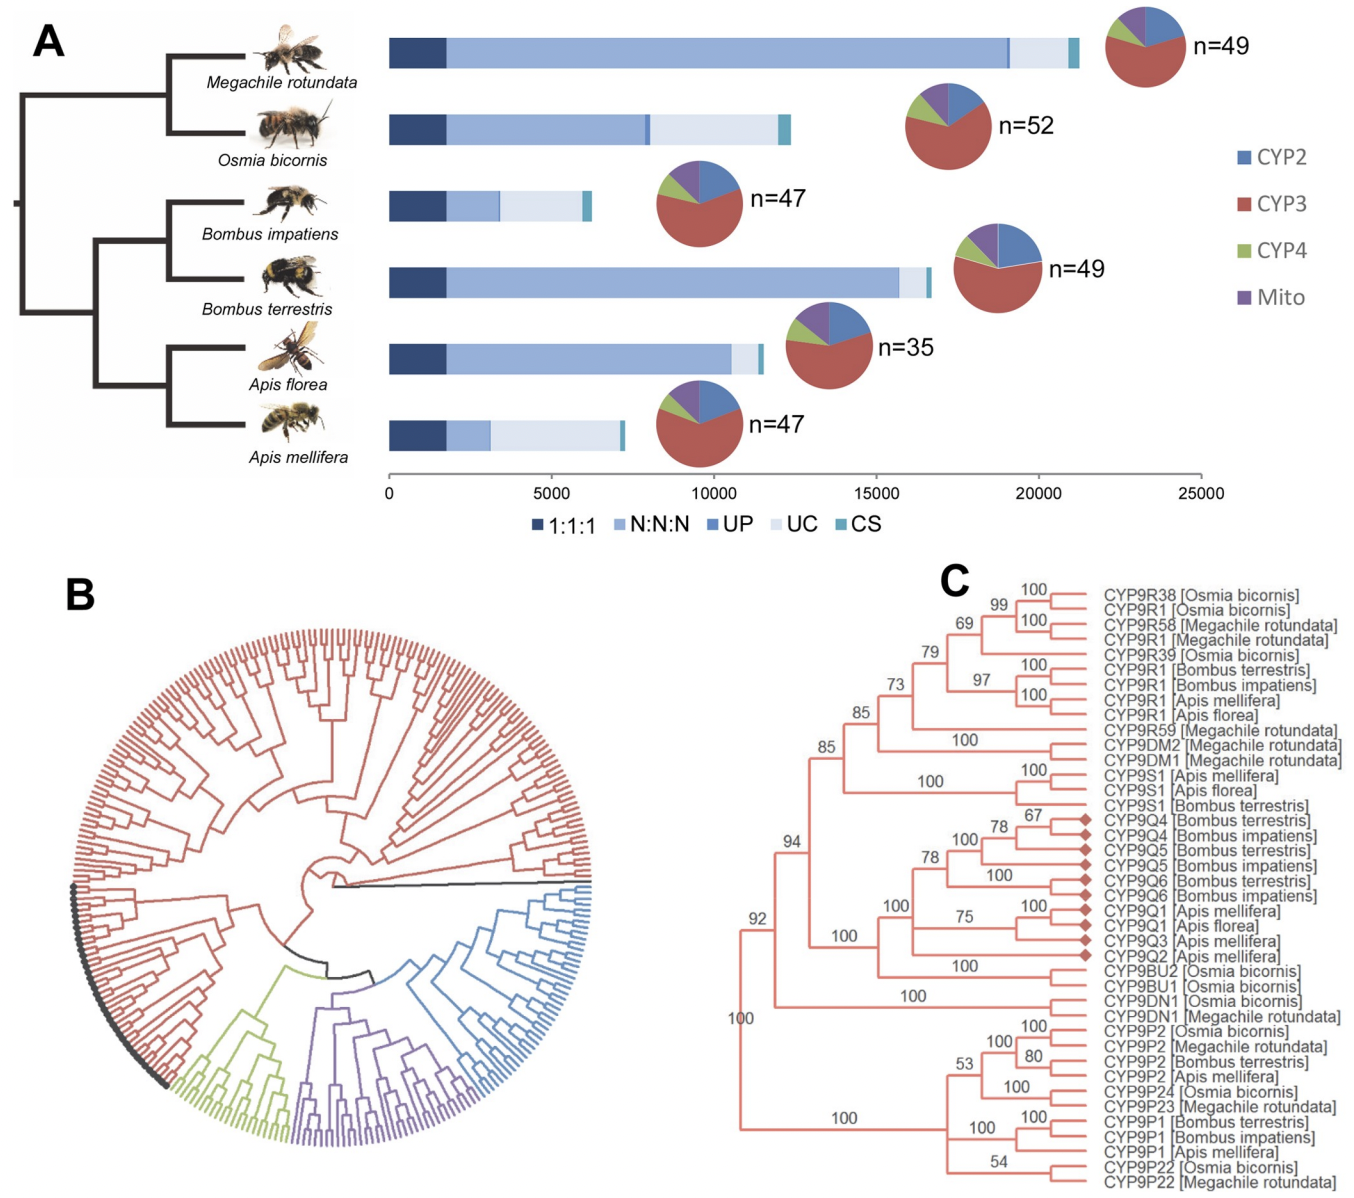 A
Megachile rotundata
n=49
Osmia bicornis
n=52
Bombus impatiens
n=47
Bombus terrestris
n=49
Apis florea
n=35
Apis mellifera
n=47
CYP2
CYP3
CYP4
Mito
0 5000 10000 15000 20000 25000
1:1:1 N:N:N UP UC CS
B
C
100 CYP9R38 [Osmia bicornis]
99 CYP9R1 [Osmia bicornis]
69 100 CYP9R58 [Megachile rotundata]
CYP9R1 [Megachile rotundata]
79 CYP9R39 [Osmia bicornis]
100 CYP9R1 [Bombus terrestris]
73 97 CYP9R1 [Bombus impatiens]
100 CYP9R1 [Apis mellifera]
85 CYP9R1 [Apis florea]
CYP9R59 [Megachile rotundata]
85 100 CYP9DM2 [Megachile rotundata]
CYP9DM1 [Megachile rotundata]
100 CYP9S1 [Apis mellifera]
100 CYP9S1 [Apis florea]
CYP9S1 [Bombus terrestris]
67 CYP9Q4 [Bombus terrestris]
94 100 78 CYP9Q4 [Bombus impatiens]
78 CYP9Q5 [Bombus terrestris]
CYP9Q5 [Bombus impatiens]
100 CYP9Q6 [Bombus terrestris]
CYP9Q6 [Bombus impatiens]
92 100 75 100 CYP9Q1 [Apis mellifera]
CYP9Q1 [Apis florea]
100 CYP9Q3 [Apis mellifera]
CYP9Q2 [Apis mellifera]
100 CYP9BU2 [Osmia bicornis]
CYP9BU1 [Osmia bicornis]
100 CYP9DN1 [Osmia bicornis]
100 CYP9DN1 [Megachile rotundata]
100 CYP9P2 [Osmia bicornis]
100 CYP9P2 [Megachile rotundata]
53 80 CYP9P2 [Bombus terrestris]
CYP9P2 [Apis mellifera]
100 CYP9P24 [Osmia bicornis]
CYP9P23 [Megachile rotundata]
100 100 CYP9P1 [Bombus terrestris]
100 CYP9P1 [Bombus impatiens]
CYP9P1 [Apis mellifera]
54 CYP9P22 [Osmia bicornis]
CYP9P22 [Megachile rotundata]